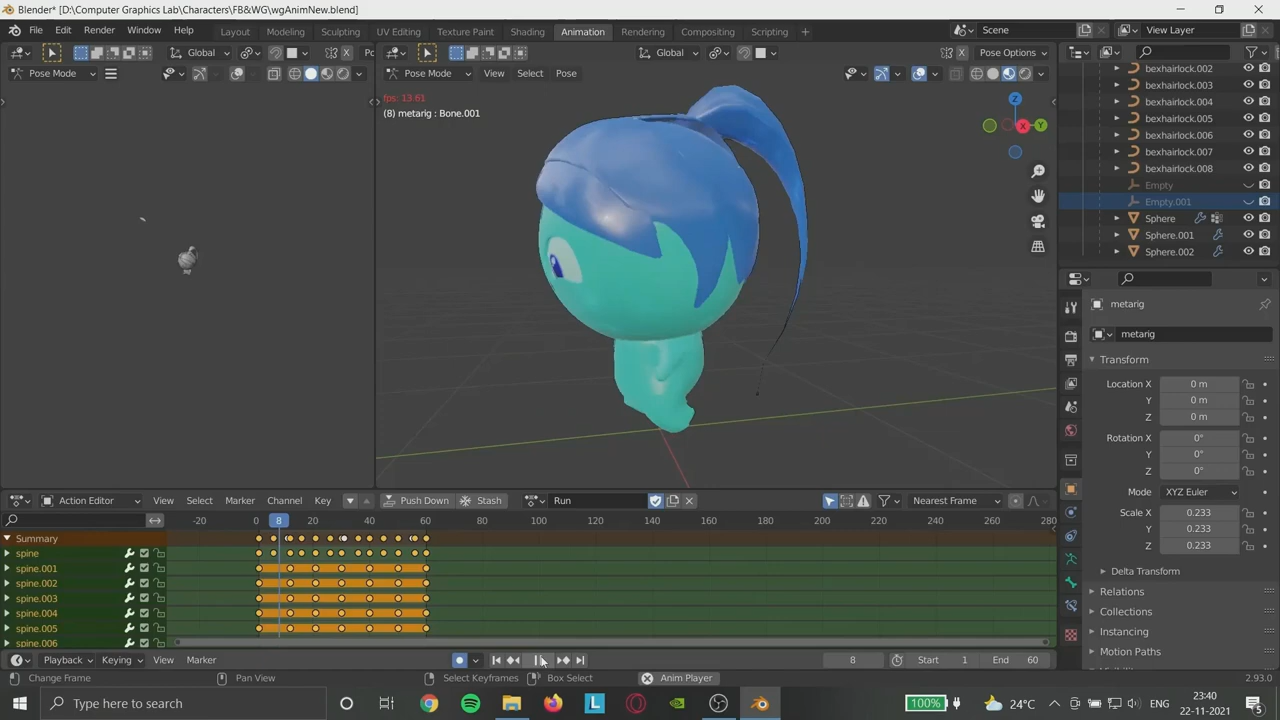 Blender* [D:\Computer Graphics Lab\Characters\FB&WG\wgAnimNew.blend]
File Edit Render Window Help Layout Modeling Sculpting UV Editing Texture Paint Shading Animation Rendering Compositing Scripting + Scene View Layer
Global Po Global Pose Options
Pose Mode Pose Mode View Select Pose
fps: 13.61
(8) metarig : Bone.001
Z
X
Y
bexhairlock.002
bexhairlock.003
bexhairlock.004
bexhairlock.005
bexhairlock.006
bexhairlock.007
bexhairlock.008
Empty
Empty.001
Sphere
Sphere.001
Sphere.002
metarig
metarig
Transform
Location X 0 m
Y 0 m
Z 0 m
Rotation X 0°
Y 0°
Z 0°
Mode XYZ Euler
Scale X 0.233
Y 0.233
Z 0.233
Delta Transform
Relations
Collections
Instancing
Motion Paths
Action Editor View Select Marker Channel Key Push Down Stash Run Nearest Frame
-20 0 8 20 40 60 80 100 120 140 160 180 200 220 240 260 280
Summary
spine
spine.001
spine.002
spine.003
spine.004
spine.005
spine.006
Playback Keying View Marker 8 Start 1 End 60
Change Frame Pan View Select Keyframes Box Select Anim Player 2.93.0
Type here to search 100% 24°C ENG 23:40 22-11-2021 5